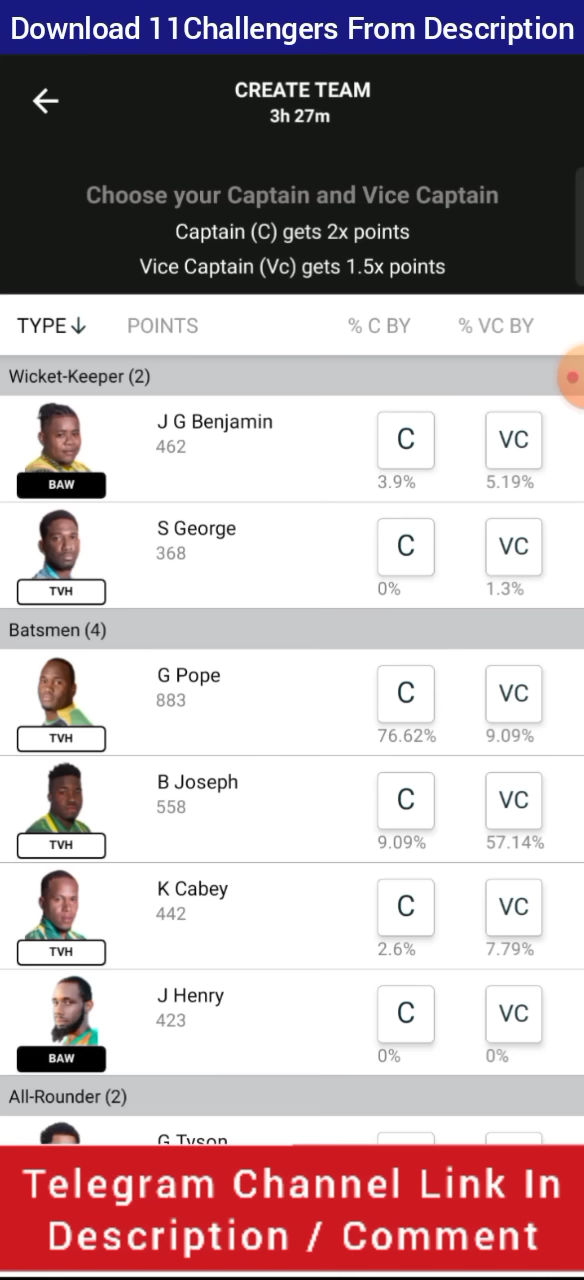 Download 11Challengers From Description
CREATE TEAM
3h 27m
Choose your Captain and Vice Captain
Captain (C) gets 2x points
Vice Captain (Vc) gets 1.5x points
TYPE↓ POINTS % C BY % VC BY
Wicket-Keeper (2)
J G Benjamin
462
C VC
BAW
3.9% 5.19%
S George
368
C VC
TVH
0% 1.3%
Batsmen (4)
G Pope
883
C VC
TVH
76.62% 9.09%
B Joseph
558
C VC
TVH
9.09% 57.14%
K Cabey
442
C VC
TVH
2.6% 7.79%
J Henry
423
C VC
BAW
0% 0%
All-Rounder (2)
G Tyson
Telegram Channel Link In
Description / Comment